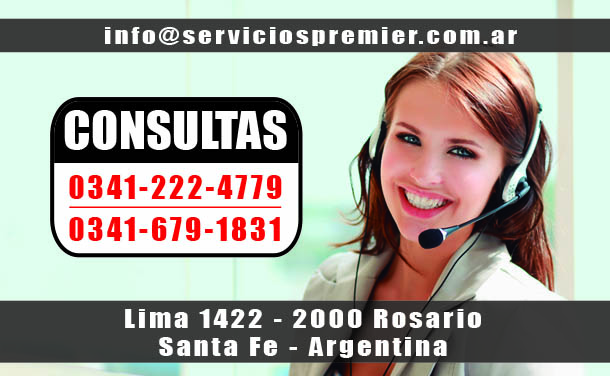 info@serviciospremier.com.ar
CONSULTAS
0341-222-4779
0341-679-1831
Lima 1422 - 2000 Rosario
Santa Fe - Argentina